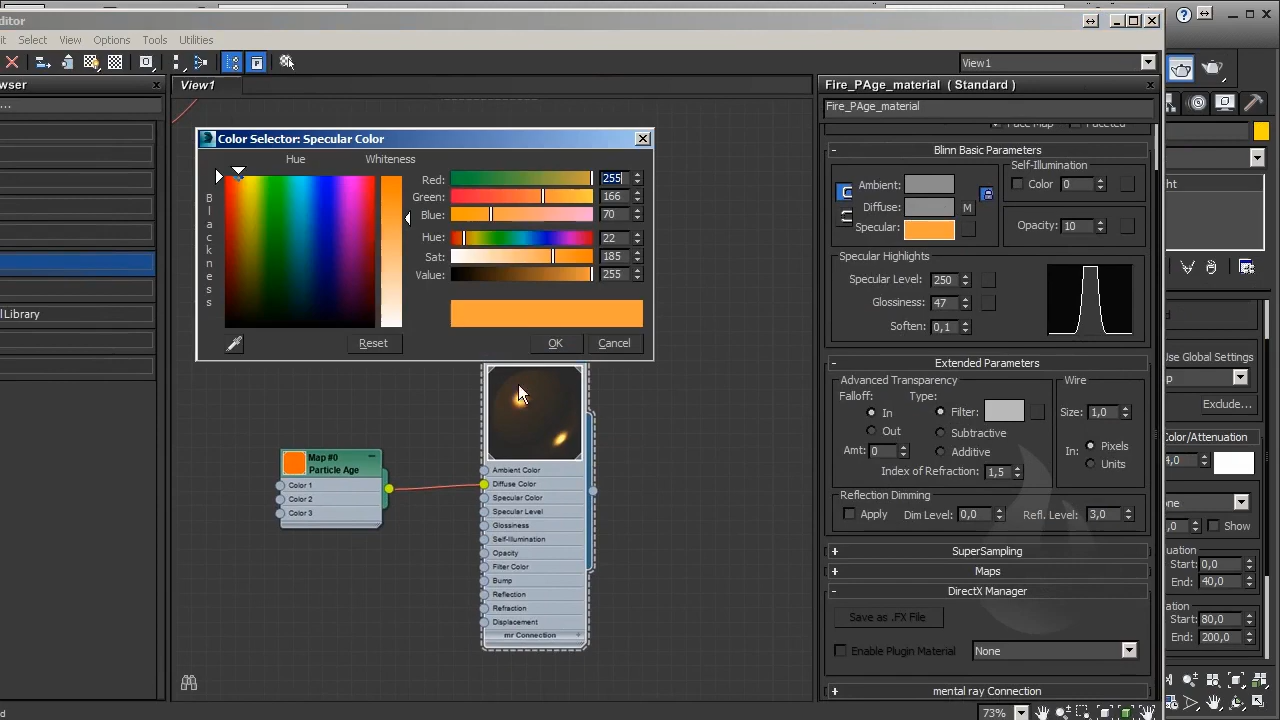 ditor
it Select View Options Tools Utilities
View1
wser
View1
Fire_PAge_material ( Standard )
...
Fire_PAge_material
Face Map Faceted
Color Selector: Specular Color
Blinn Basic Parameters
Hue Whiteness
Self-Illumination
Red: 255
Ambient:
Color 0
Green: 166
Diffuse: M
Blue: 70
Specular:
Opacity: 10
Hue: 22
Blackness
Sat: 185
Specular Highlights
Value: 255
Specular Level: 250
Glossiness: 47
Soften: 0,1
l Library
Reset OK Cancel
Extended Parameters
Use Global Settings
Advanced Transparency
Wire
Falloff: Type:
In Filter: Size: 1,0
Exclude...
Out Subtractive In: Pixels
Color/Attenuation
Amt: 0 Additive Units
Index of Refraction: 1,5
Map #0
Particle Age
Color 1
Color 2
Color 3
Ambient Color
Diffuse Color
Specular Color
Specular Level
Glossiness
Self-Illumination
Opacity
Filter Color
Bump
Reflection
Refraction
Displacement
mr Connection +
Reflection Dimming
Apply Dim Level: 0,0 Refl. Level: 3,0
Show
SuperSampling
Maps
DirectX Manager
Save as .FX File
Enable Plugin Material None
mental ray Connection
Start: 0,0
End: 40,0
Start: 80,0
End: 200,0
73%